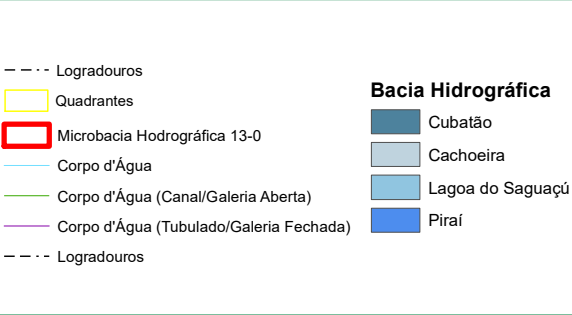 Logradouros
Quadrantes
Microbacia Hodrográfica 13-0
Corpo d'Água
Corpo d'Água (Canal/Galeria Aberta)
Corpo d'Água (Tubulado/Galeria Fechada)
Logradouros
Bacia Hidrográfica
Cubatão
Cachoeira
Lagoa do Saguaçú
Piraí